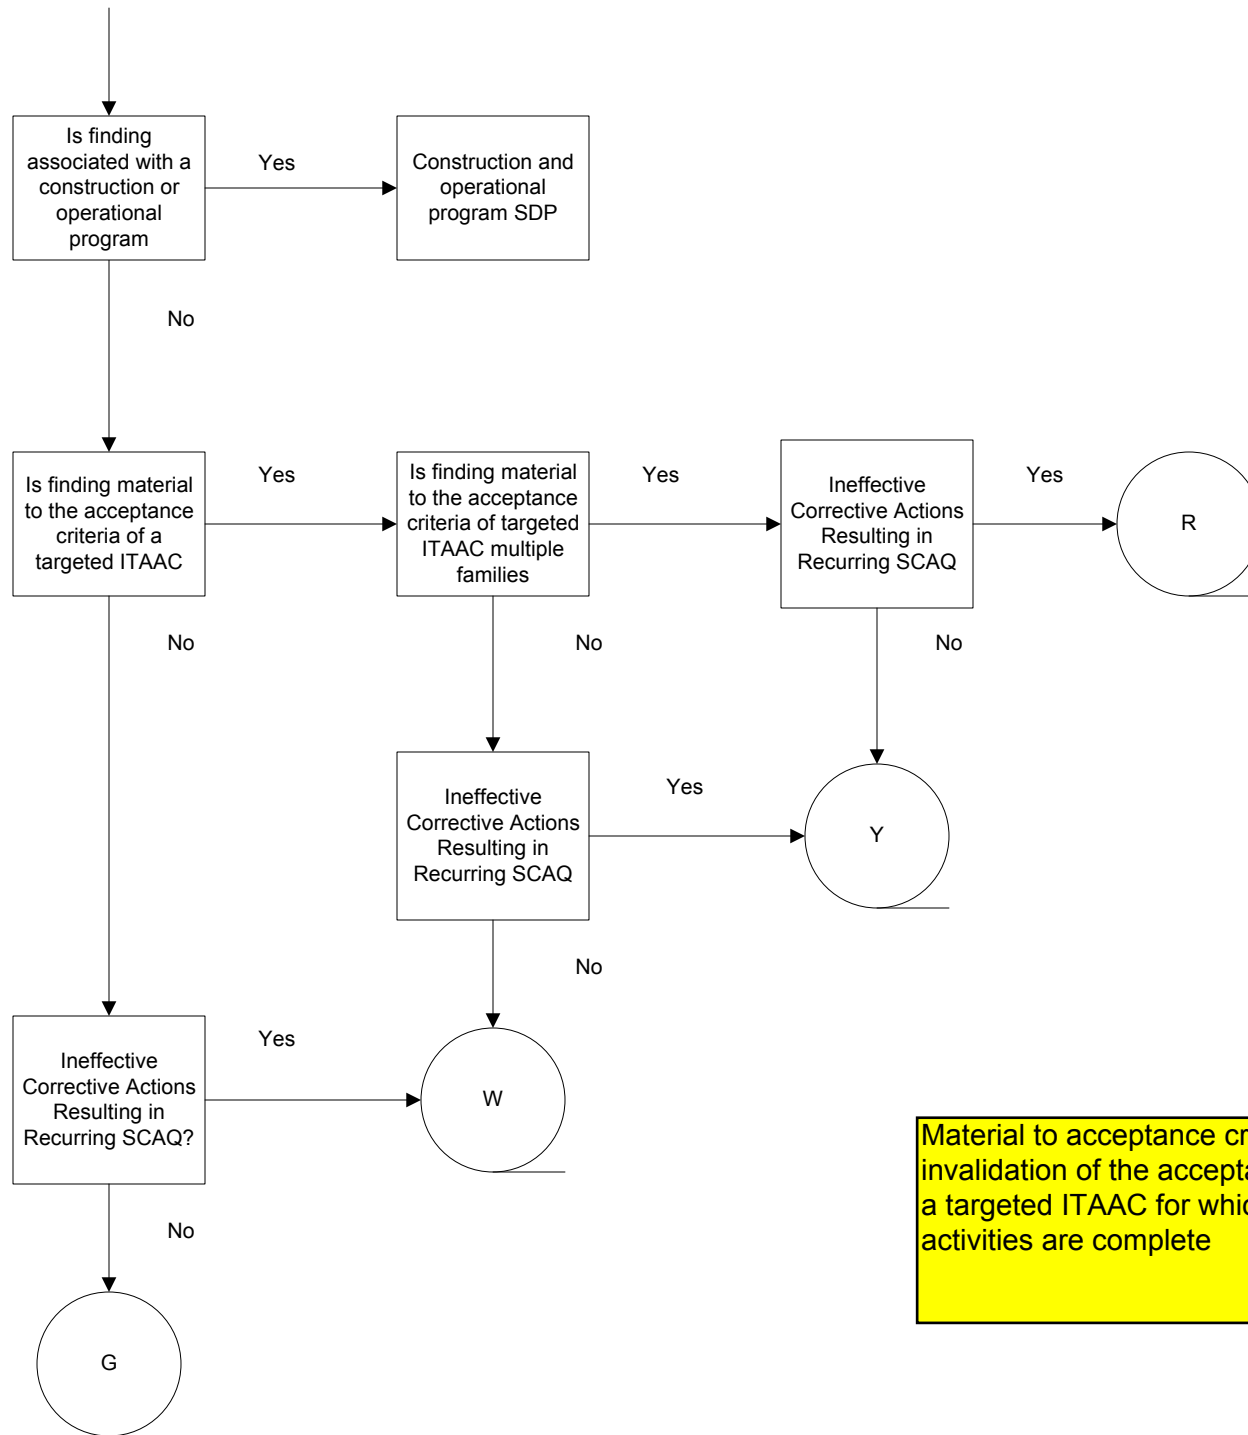 Is finding
associated with a
construction or
operational
program
Yes
Construction and
operational
program SDP
No
Is finding material
to the acceptance
criteria of a
targeted ITAAC
Yes
Is finding material
to the acceptance
criteria of targeted
ITAAC multiple
families
Yes
Ineffective
Corrective Actions
Resulting in
Recurring SCAQ
Yes
R
No
No
No
Ineffective
Corrective Actions
Resulting in
Recurring SCAQ
Yes
Y
No
Ineffective
Corrective Actions
Resulting in
Recurring SCAQ?
Yes
W
No
G
Material to acceptance
invalidation of the
a targeted ITAAC for
activities are complete